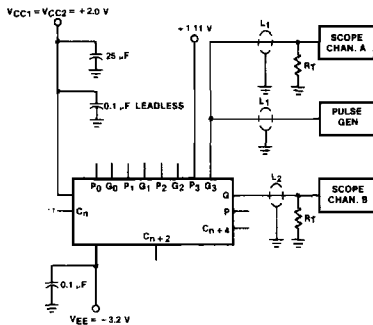 VCC1 = VCC2 = +2.0 V
+1.11 V
L1
SCOPE
CHAN. A
25 µF
RT
0.1 µF LEADLESS
L1
PULSE
GEN
P0 G0 P1 G1 P2 G2 P3 G3
L2
G
SCOPE
CHAN. B
Cn
P
RT
Cn+4
Cn+2
0.1 µF
VEE = −3.2 V